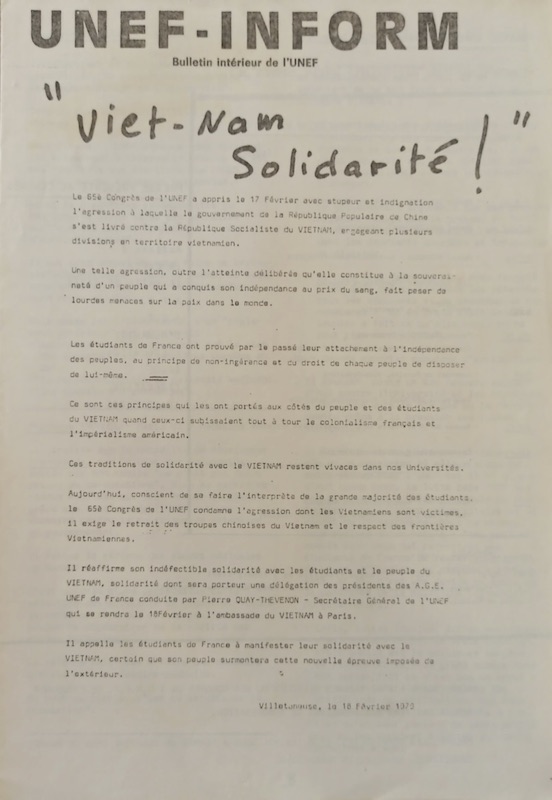 UNEF-INFORM
Bulletin intérieur de l'UNEF
" Viet-Nam
Solidarité ! "
Le 65è Congrès de l'UNEF a appris le 17 Février avec stupeur et indignation
l'agression à laquelle le gouvernement de la République Populaire de Chine
s'est livré contre la République Socialiste du VIETNAM, engageant plusieurs
divisions en territoire vietnamien.
Une telle agression, outre l'atteinte délibérée qu'elle constitue à la souverai-
neté d'un peuple qui a conquis son indépendance au prix du sang, fait peser de
lourdes menaces sur la paix dans le monde.
Les étudiants de France ont prouvé par le passé leur attachement à l'indépendance
des peuples, au principe de non-ingérance et du droit de chaque peuple de disposer
de lui-même.
Ce sont ces principes qui les ont portés aux côtés du peuple et des étudiants
du VIETNAM quand ceux-ci subissaient tout à tour le colonialisme français et
l'impérialisme américain.
Ces traditions de solidarité avec le VIETNAM restent vivaces dans nos Universités.
Aujourd'hui, conscient de se faire l'interprête de la grande majorité des étudiants,
le 65è Congrès de l'UNEF condamne l'agression dont les Vietnamiens sont victimes,
il exige le retrait des troupes chinoises du Vietnam et le respect des frontières
Vietnamiennes.
Il réaffirme son indéfectible solidarité avec les étudiants et le peuple du
VIETNAM, solidarité dont sera porteur une délégation des présidents des A.G.E.
UNEF de France conduite par Pierre QUAY-THEVENON - Secrétaire Général de l'UNEF
qui se rendra le 18Février à l'embassade du VIETNAM à Paris.
Il appelle les étudiants de France à manifester leur solidarité avec le
VIETNAM, certain que son peuple surmontera cette nouvelle épreuve imposée de
l'extérieur.
Villetaneuse, le 18 Février 1979